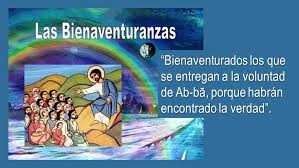 Las Bienaventuranzas
“Bienaventurados los que
se entregan a la voluntad
de Ab-bā, porque habrán
encontrado la verdad”.